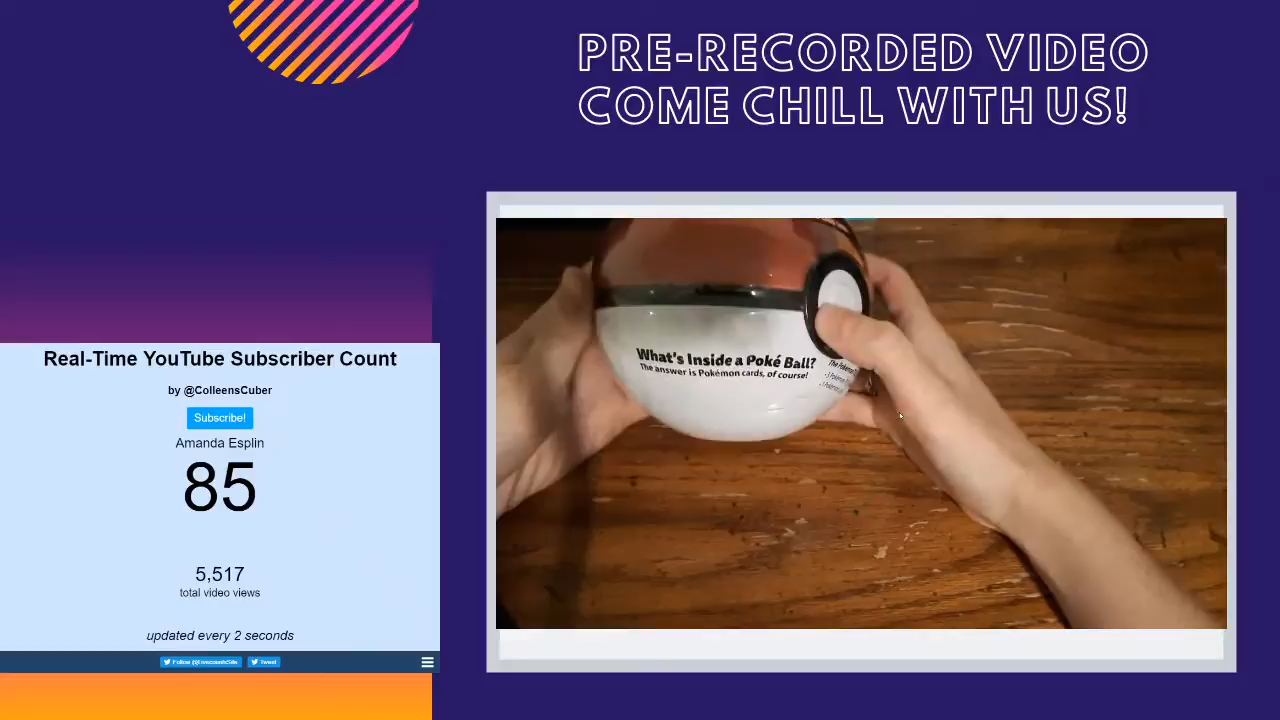 PRE-RECORDED VIDEO
COME CHILL WITH US!
Real-Time YouTube Subscriber Count
by @ColleensCuber
Subscribe!
Amanda Esplin
85
5,517
total video views
updated every 2 seconds
Tweet
What's Inside a Poké Ball?
The answer is Pokémon cards, of course!